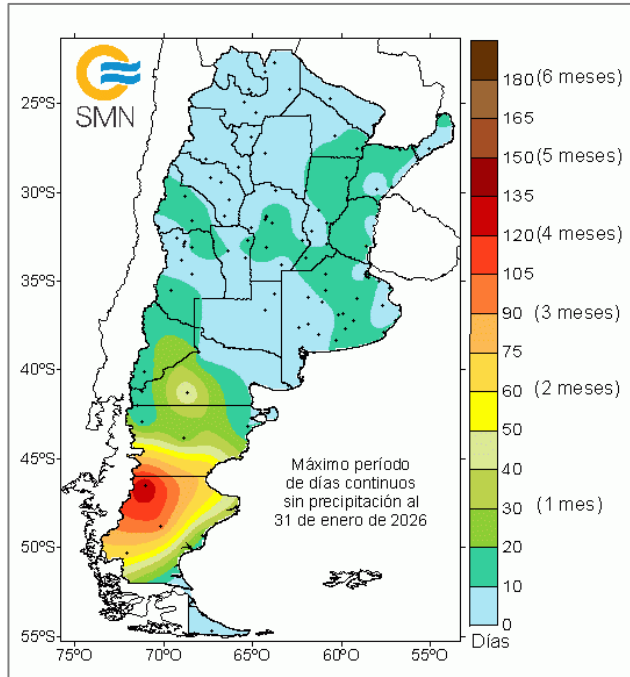 SMN
25ºS
30ºS
35ºS
40ºS
45ºS
50ºS
55ºS
75ºO
70ºO
65ºO
60ºO
55ºO
Máximo período
de días continuos
sin precipitación al
31 de enero de 2026
180 (6 meses)
165
150 (5 meses)
135
120 (4 meses)
105
90 (3 meses)
75
60 (2 meses)
50
40
30 (1 mes)
20
10
0
Días